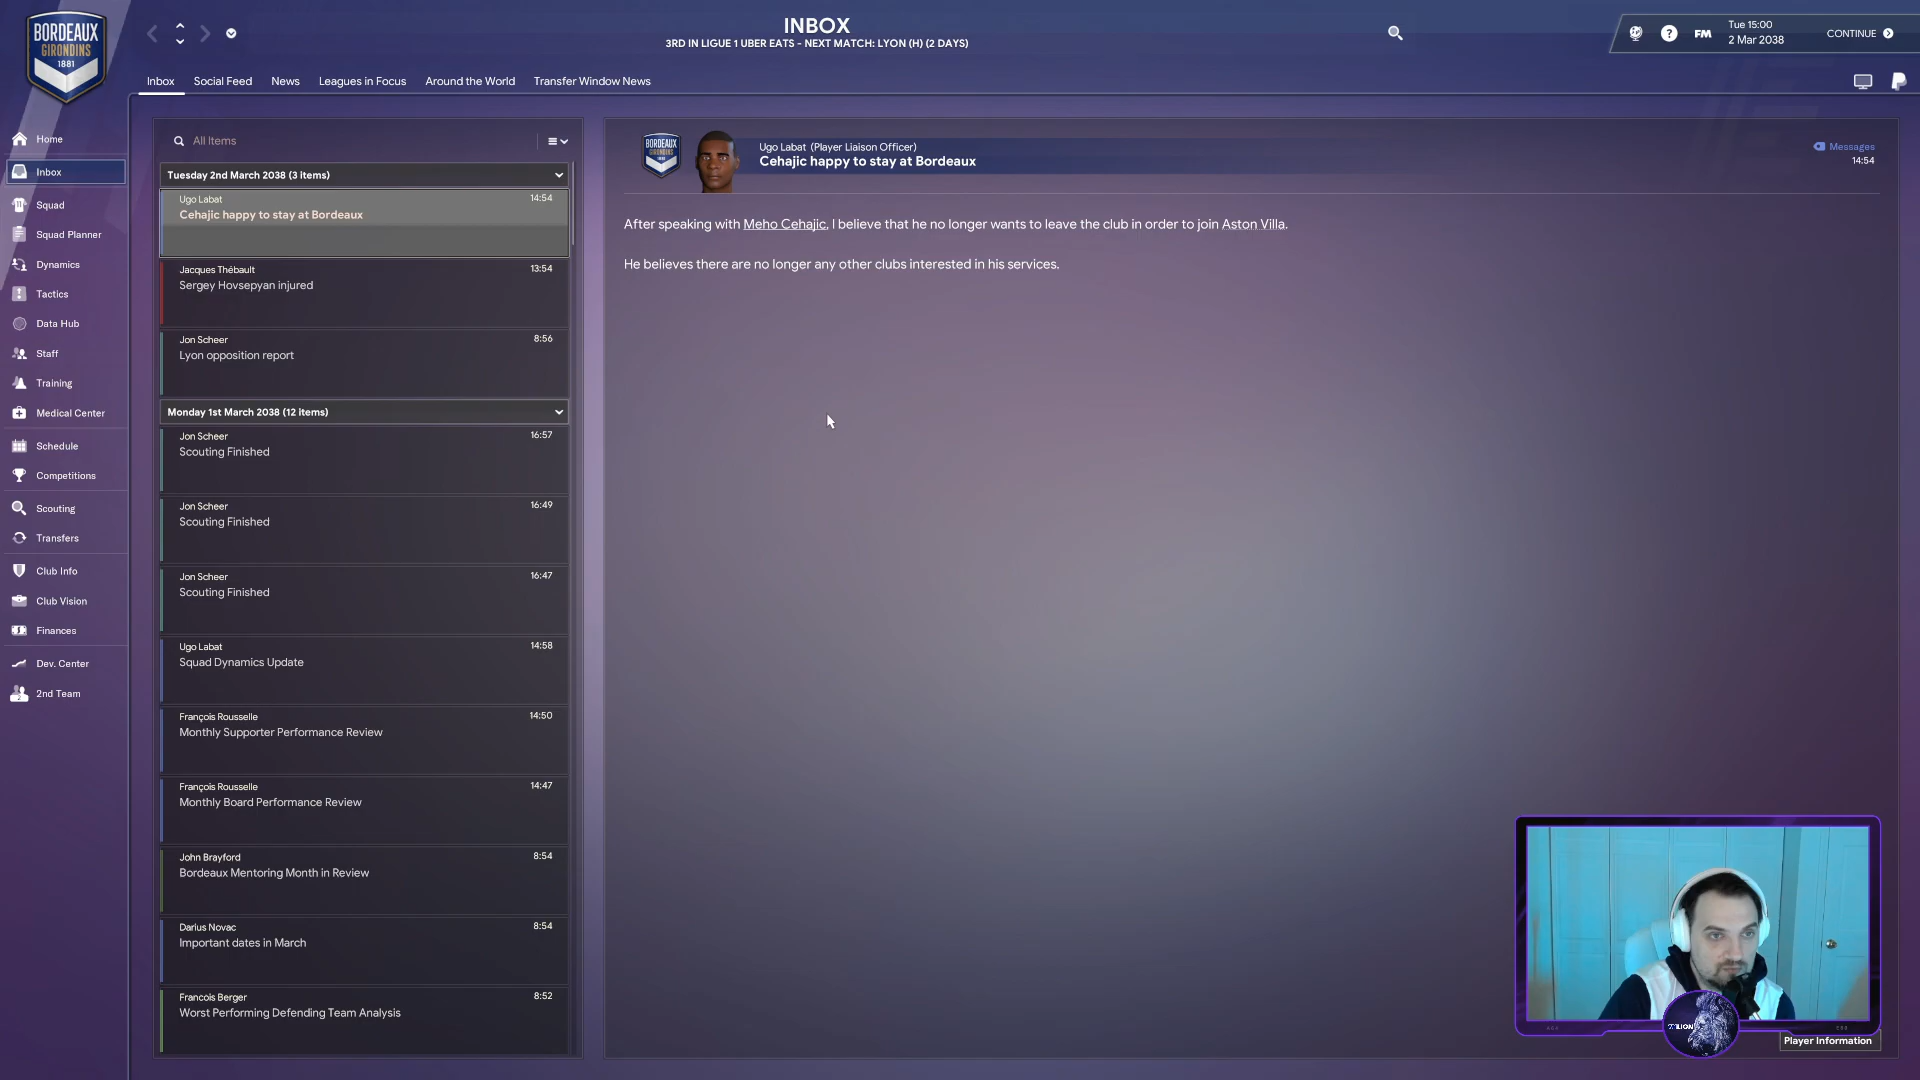 BORDEAUX
GIRONDINS
1881
INBOX
3RD IN LIGUE 1 UBER EATS - NEXT MATCH: LYON (H) (2 DAYS)
FM
Tue 15:00
2 Mar 2038
CONTINUE
Inbox
Social Feed
News
Leagues in Focus
Around the World
Transfer Window News
Home
Inbox
Squad
Squad Planner
Dynamics
Tactics
Data Hub
Staff
Training
Medical Center
Schedule
Competitions
Scouting
Transfers
Club Info
Club Vision
Finances
Dev. Center
2nd Team
All Items
Tuesday 2nd March 2038 (3 items)
Ugo Labat 14:54
Cehajic happy to stay at Bordeaux
Jacques Thébault 13:54
Sergey Hovsepyan injured
Jon Scheer 8:56
Lyon opposition report
Monday 1st March 2038 (12 items)
Jon Scheer 16:57
Scouting Finished
Jon Scheer 16:49
Scouting Finished
Jon Scheer 16:47
Scouting Finished
Ugo Labat 14:58
Squad Dynamics Update
François Rousselle 14:50
Monthly Supporter Performance Review
François Rousselle 14:47
Monthly Board Performance Review
John Brayford 8:54
Bordeaux Mentoring Month in Review
Darius Novac 8:54
Important dates in March
Francois Berger 8:52
Worst Performing Defending Team Analysis
BORDEAUX
Ugo Labat (Player Liaison Officer)
Cehajic happy to stay at Bordeaux
Messages
14:54
After speaking with Meho Cehajic, I believe that he no longer wants to leave the club in order to join Aston Villa.
He believes there are no longer any other clubs interested in his services.
Player Information